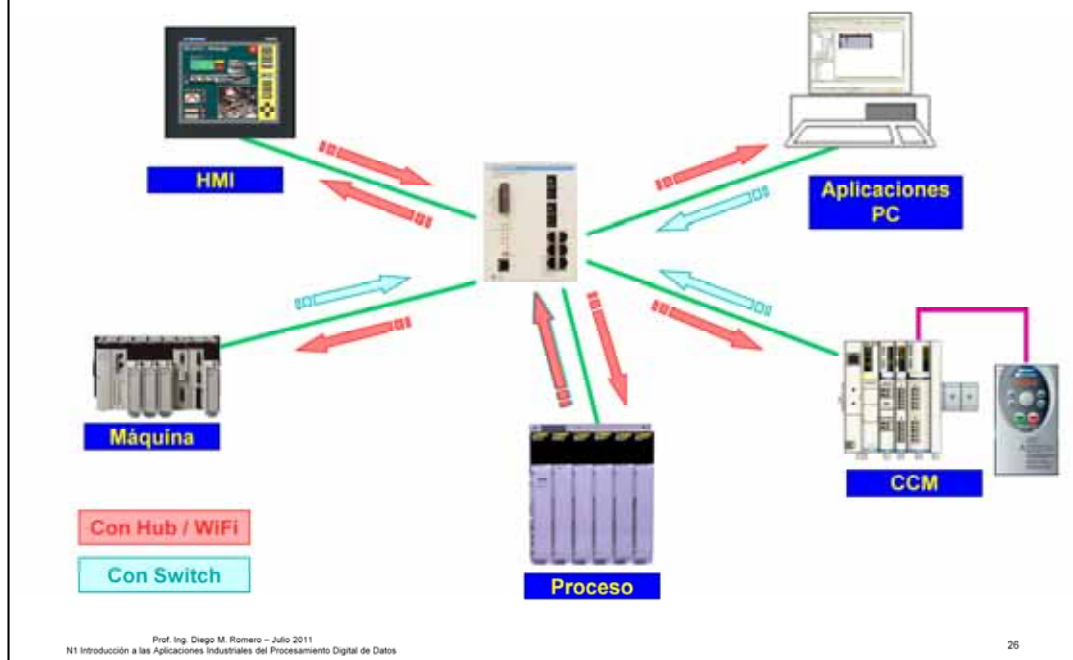 HMI
Aplicaciones
PC
Máquina
CCM
Con Hub / WiFi
Con Switch
Proceso
Prof. Ing. Diego M. Romero – Julio 2011
N1 Introducción a las Aplicaciones Industriales del Procesamiento Digital de Datos
26